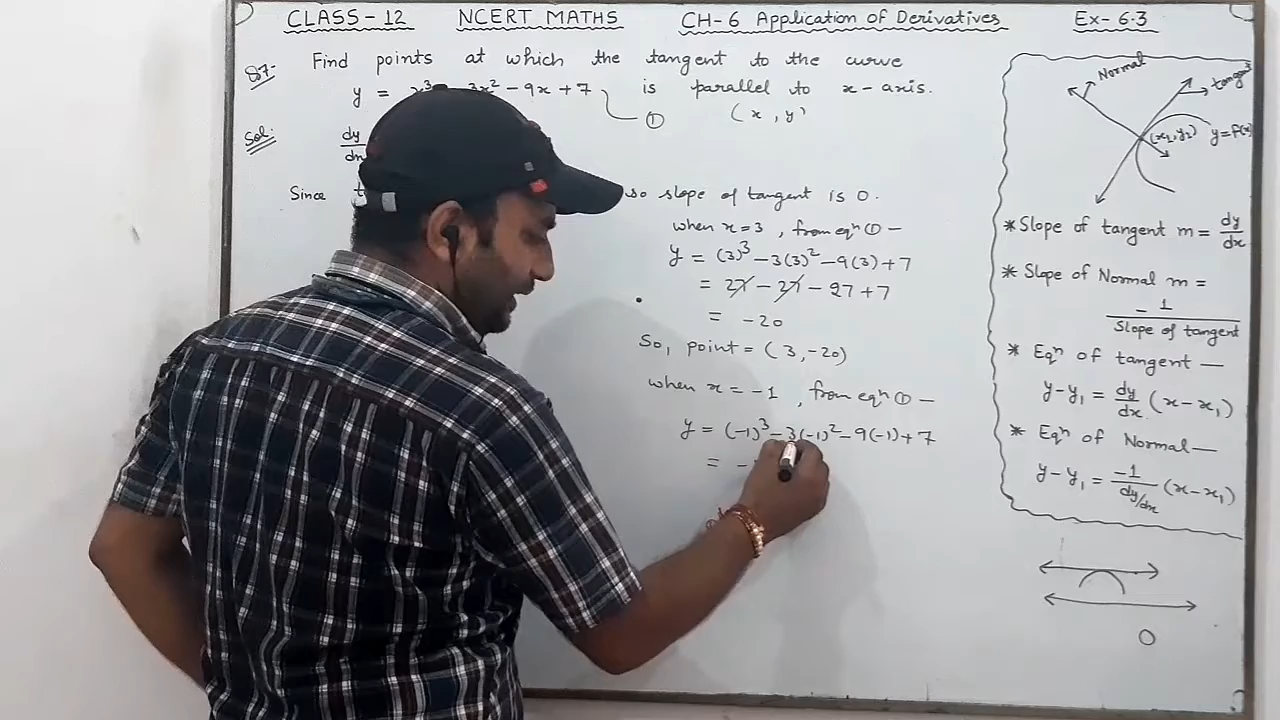 CLASS-12 NCERT MATHS CH-6 Application of Derivatives Ex-6.3
Q7- Find points at which the tangent to the curve
y = x³ - 3x² - 9x + 7 is parallel to x-axis.
① (x, y)
Sol:
dy/dx
Since so slope of tangent is 0.
when x=3, from eqⁿ ① —
y = (3)³ - 3(3)² - 9(3) + 7
= 27 - 27 - 27 + 7
= -20
So, point = (3, -20)
when x = -1, from eqⁿ ① —
y = (-1)³ - 3(-1)² - 9(-1) + 7
= -
Normal
tangent
(x₁, y₁) y = f(x)
* Slope of tangent m = dy/dx
* Slope of Normal m =
-1/Slope of tangent
* Eqⁿ of tangent —
y - y₁ = dy/dx (x - x₁)
* Eqⁿ of Normal —
y - y₁ = -1/dy/dx (x - x₁)
0